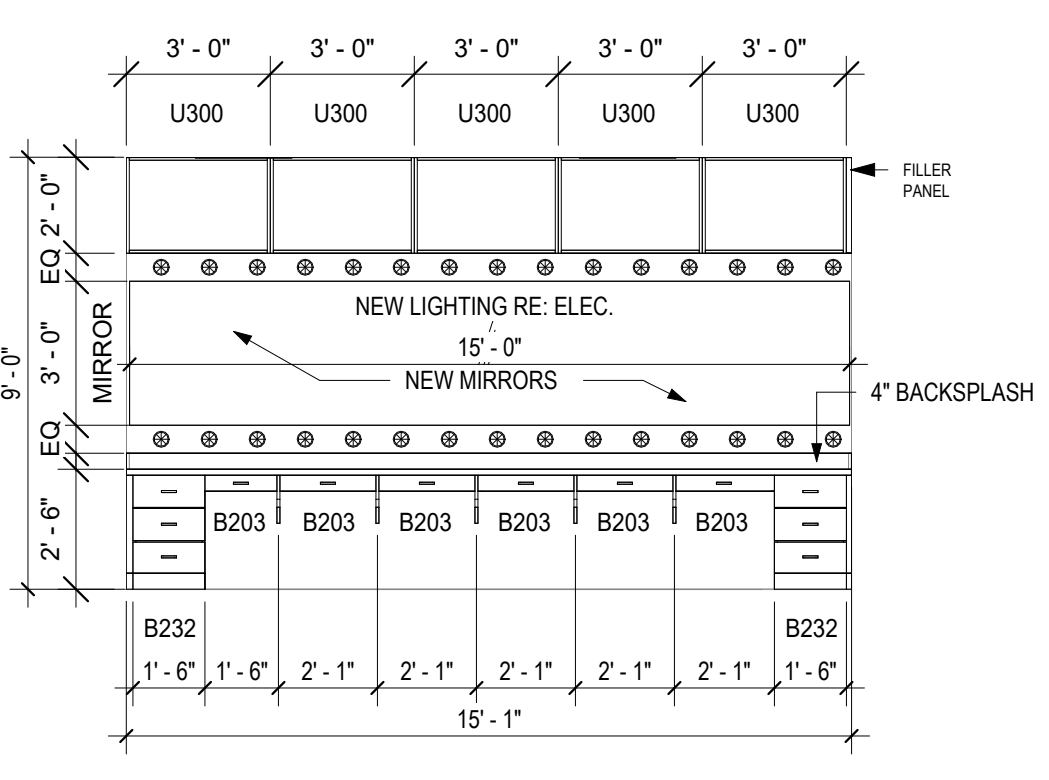 3' - 0" 3' - 0" 3' - 0" 3' - 0" 3' - 0"
U300 U300 U300 U300 U300
FILLER
PANEL
9' - 0"
2' - 0"
EQ
3' - 0"
MIRROR
EQ
2' - 6"
NEW LIGHTING RE: ELEC.
15' - 0"
NEW MIRRORS
4" BACKSPLASH
B203 B203 B203 B203 B203 B203
B232 B232
1' - 6" 1' - 6" 2' - 1" 2' - 1" 2' - 1" 2' - 1" 2' - 1" 1' - 6"
15' - 1"